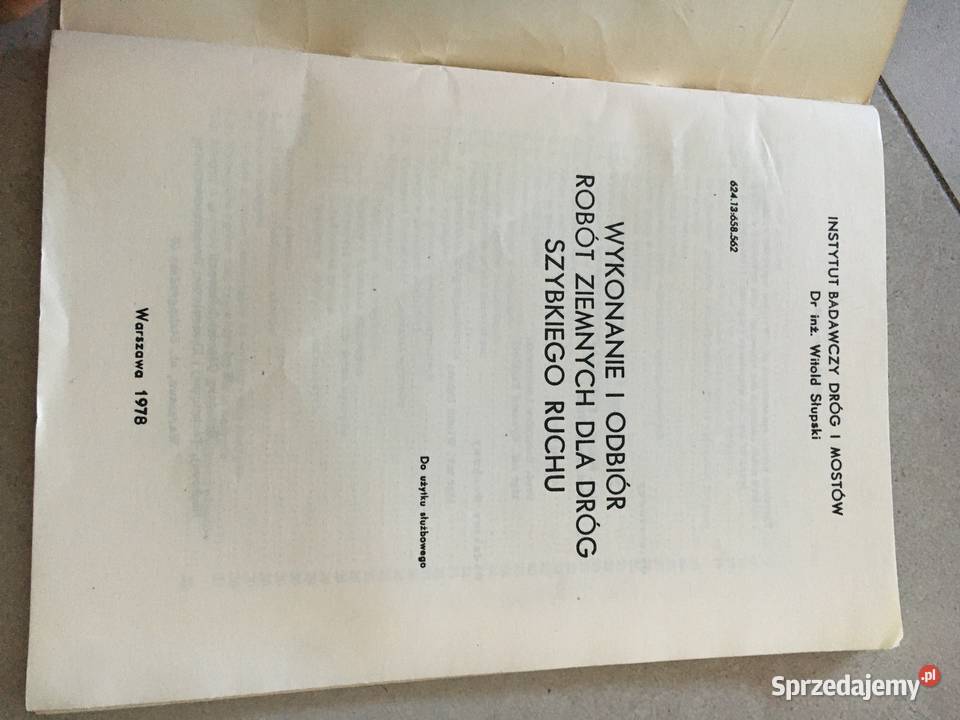 INSTYTUT BADAWCZY DRÓG I MOSTÓW
Dr inż. Witold Słupski
624.13:658.562
WYKONANIE I ODBIÓR
ROBÓT ZIEMNYCH DLA DRÓG
SZYBKIEGO RUCHU
Do użytku służbowego
Warszawa 1978
Sprzedajemy.pl